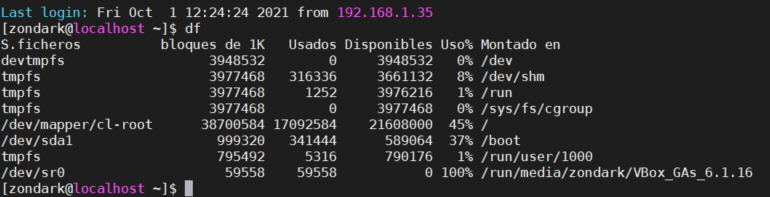 Last login: Fri Oct  1 12:24:24 2021 from 192.168.1.35
[zondark@localhost ~]$ df
S.ficheros          bloques de 1K   Usados Disponibles Uso% Montado en
devtmpfs                  3948532        0     3948532   0% /dev
tmpfs                     3977468   316336     3661132   8% /dev/shm
tmpfs                     3977468     1252     3976216   1% /run
tmpfs                     3977468        0     3977468   0% /sys/fs/cgroup
/dev/mapper/cl-root      38700584 17092584    21608000  45% /
/dev/sda1                  999320   341444      589064  37% /boot
tmpfs                      795492     5316      790176   1% /run/user/1000
/dev/sr0                    59558    59558           0 100% /run/media/zondark/VBox_GAs_6.1.16
[zondark@localhost ~]$